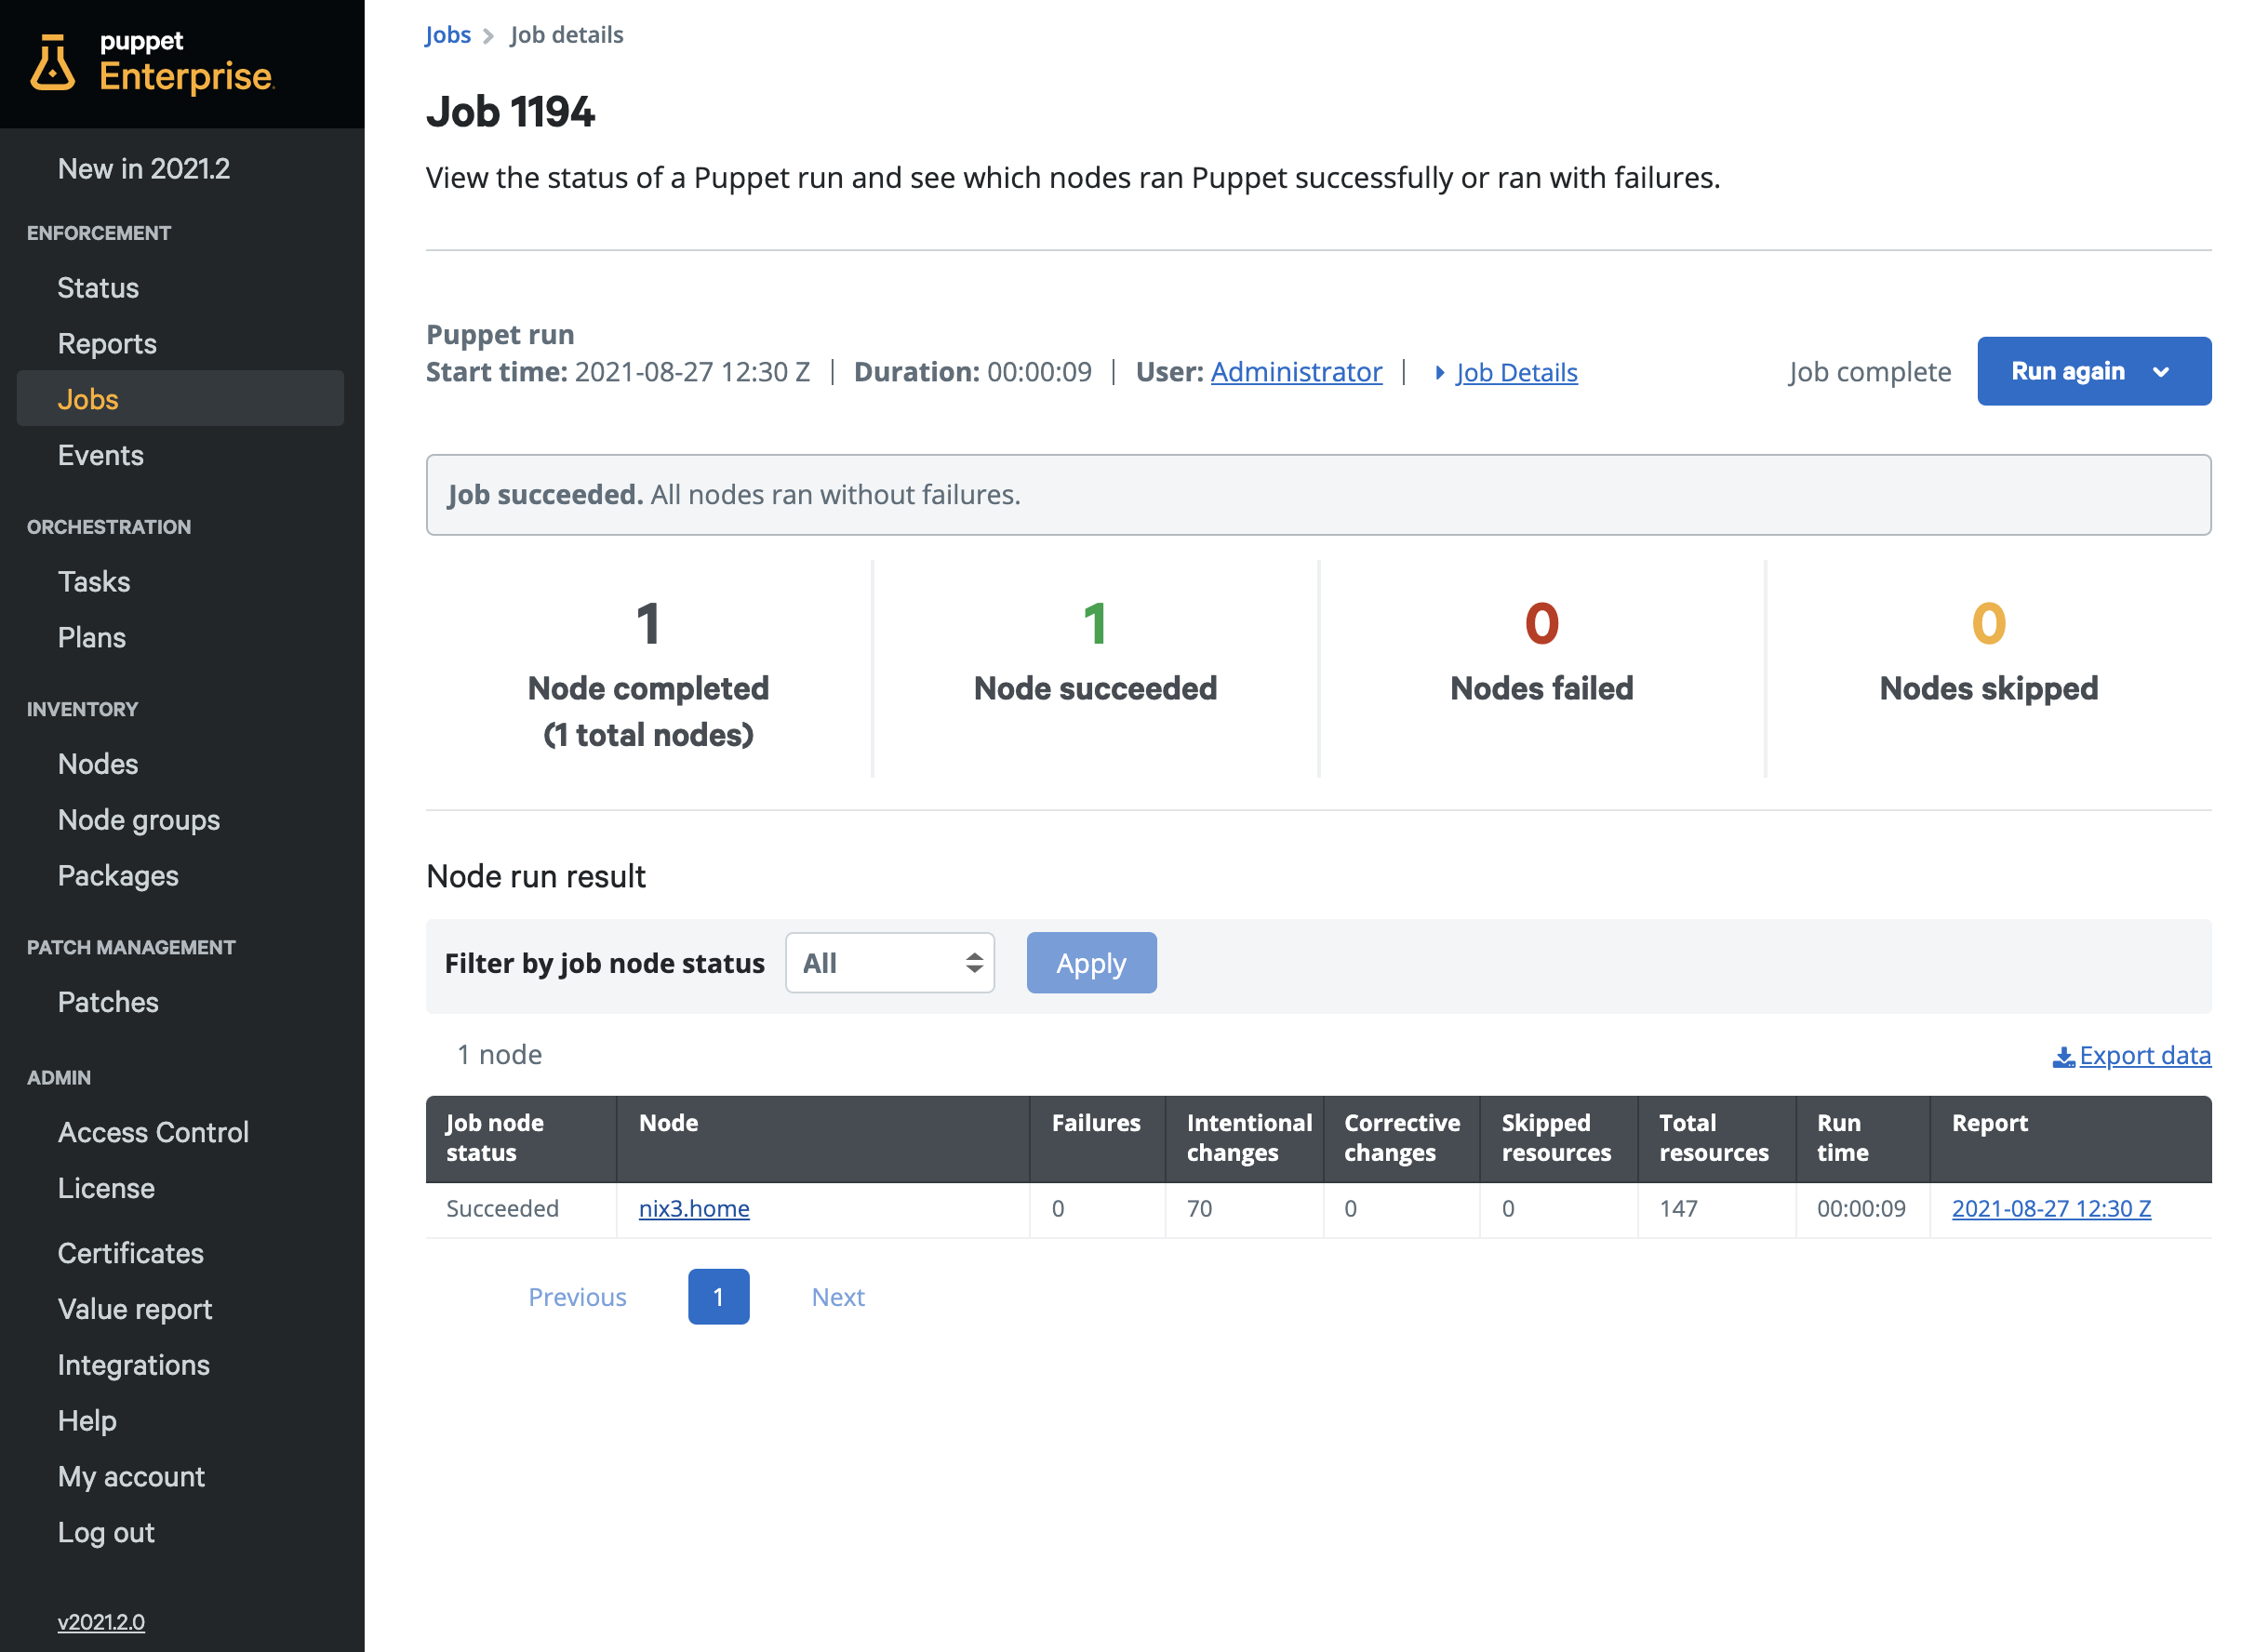 puppet
Enterprise.
New in 2021.2
ENFORCEMENT
Status
Reports
Jobs
Events
ORCHESTRATION
Tasks
Plans
INVENTORY
Nodes
Node groups
Packages
PATCH MANAGEMENT
Patches
ADMIN
Access Control
License
Certificates
Value report
Integrations
Help
My account
Log out
v2021.2.0
Jobs > Job details
Job 1194
View the status of a Puppet run and see which nodes ran Puppet successfully or ran with failures.
Puppet run
Start time: 2021-08-27 12:30 Z | Duration: 00:00:09 | User: Administrator | Job Details
Job complete
Run again
Job succeeded. All nodes ran without failures.
1
Node completed
(1 total nodes)
1
Node succeeded
0
Nodes failed
0
Nodes skipped
Node run result
Filter by job node status All Apply
1 node
Export data
Job node status Node Failures Intentional changes Corrective changes Skipped resources Total resources Run time Report
Succeeded nix3.home 0 70 0 0 147 00:00:09 2021-08-27 12:30 Z
Previous 1 Next